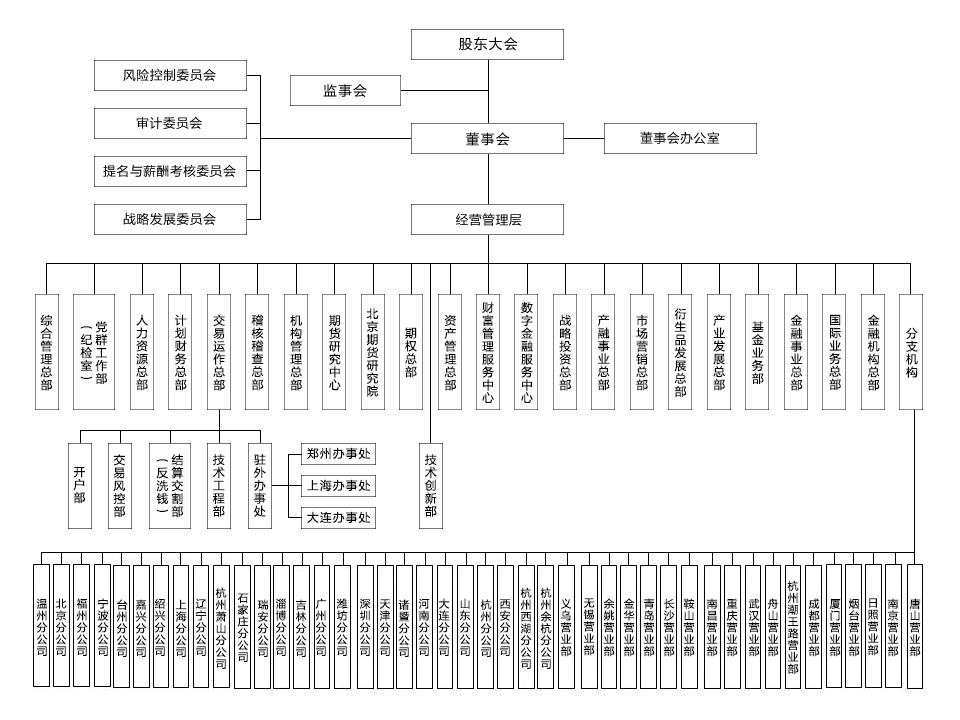 股东大会
风险控制委员会
监事会
审计委员会
董事会
董事会办公室
提名与薪酬考核委员会
战略发展委员会
经营管理层
综合管理总部
党群工作部
（纪检室）
人力资源总部
计划财务总部
交易运作总部
稽核稽查总部
机构管理总部
期货研究中心
北京期货研究院
期权总部
资产管理总部
财富管理服务中心
数字金融服务中心
战略投资总部
产融事业总部
市场营销总部
衍生品发展总部
产业发展总部
基金业务部
金融事业总部
国际业务总部
金融机构总部
分支机构
开户部
交易风控部
结算交割部
（反洗钱）
技术工程部
驻外办事处
郑州办事处
上海办事处
大连办事处
技术创新部
温州分公司
北京分公司
福州分公司
宁波分公司
台州分公司
嘉兴分公司
绍兴分公司
上海分公司
辽宁分公司
杭州萧山分公司
石家庄分公司
瑞安分公司
淄博分公司
吉林分公司
广州分公司
潍坊分公司
深圳分公司
天津分公司
诸暨分公司
河南分公司
大连分公司
山东分公司
杭州分公司
西安分公司
杭州西湖分公司
杭州余杭分公司
义乌营业部
无锡营业部
余姚营业部
金华营业部
青岛营业部
长沙营业部
鞍山营业部
南昌营业部
重庆营业部
武汉营业部
舟山营业部
杭州潮王路营业部
成都营业部
厦门营业部
烟台营业部
日照营业部
南京营业部
唐山营业部